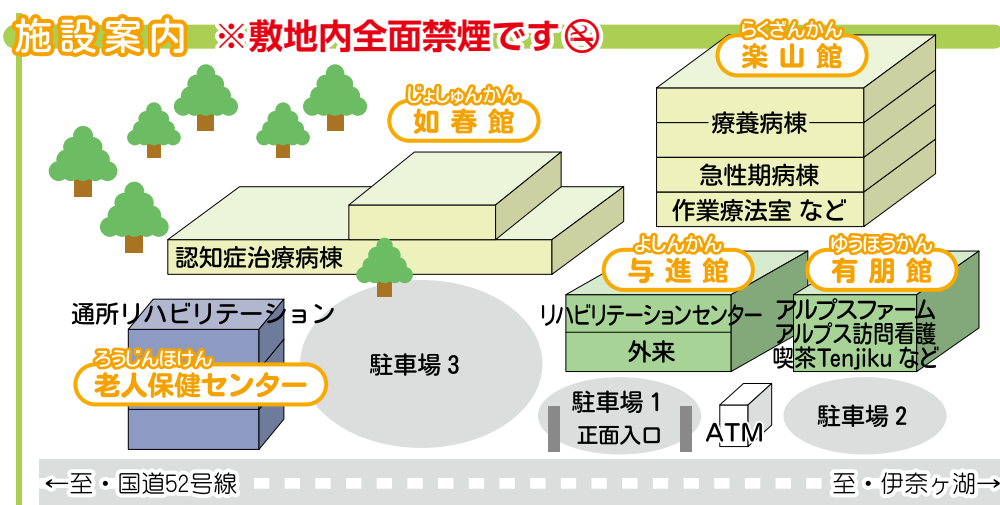 施設案内 ※敷地内全面禁煙です
らくざんかん
楽山館
療養病棟
急性期病棟
作業療法室 など
じょしゅんかん
如春館
認知症治療病棟
よしんかん
与進館
リハビリテーションセンター
外来
ゆうほうかん
有朋館
アルプスファーム
アルプス訪問看護
喫茶Tenjiku など
通所リハビリテーション
ろうじんほけん
老人保健センター
駐車場 3
駐車場 1
正面入口
ATM
駐車場 2
←至・国道52号線
至・伊奈ヶ湖→